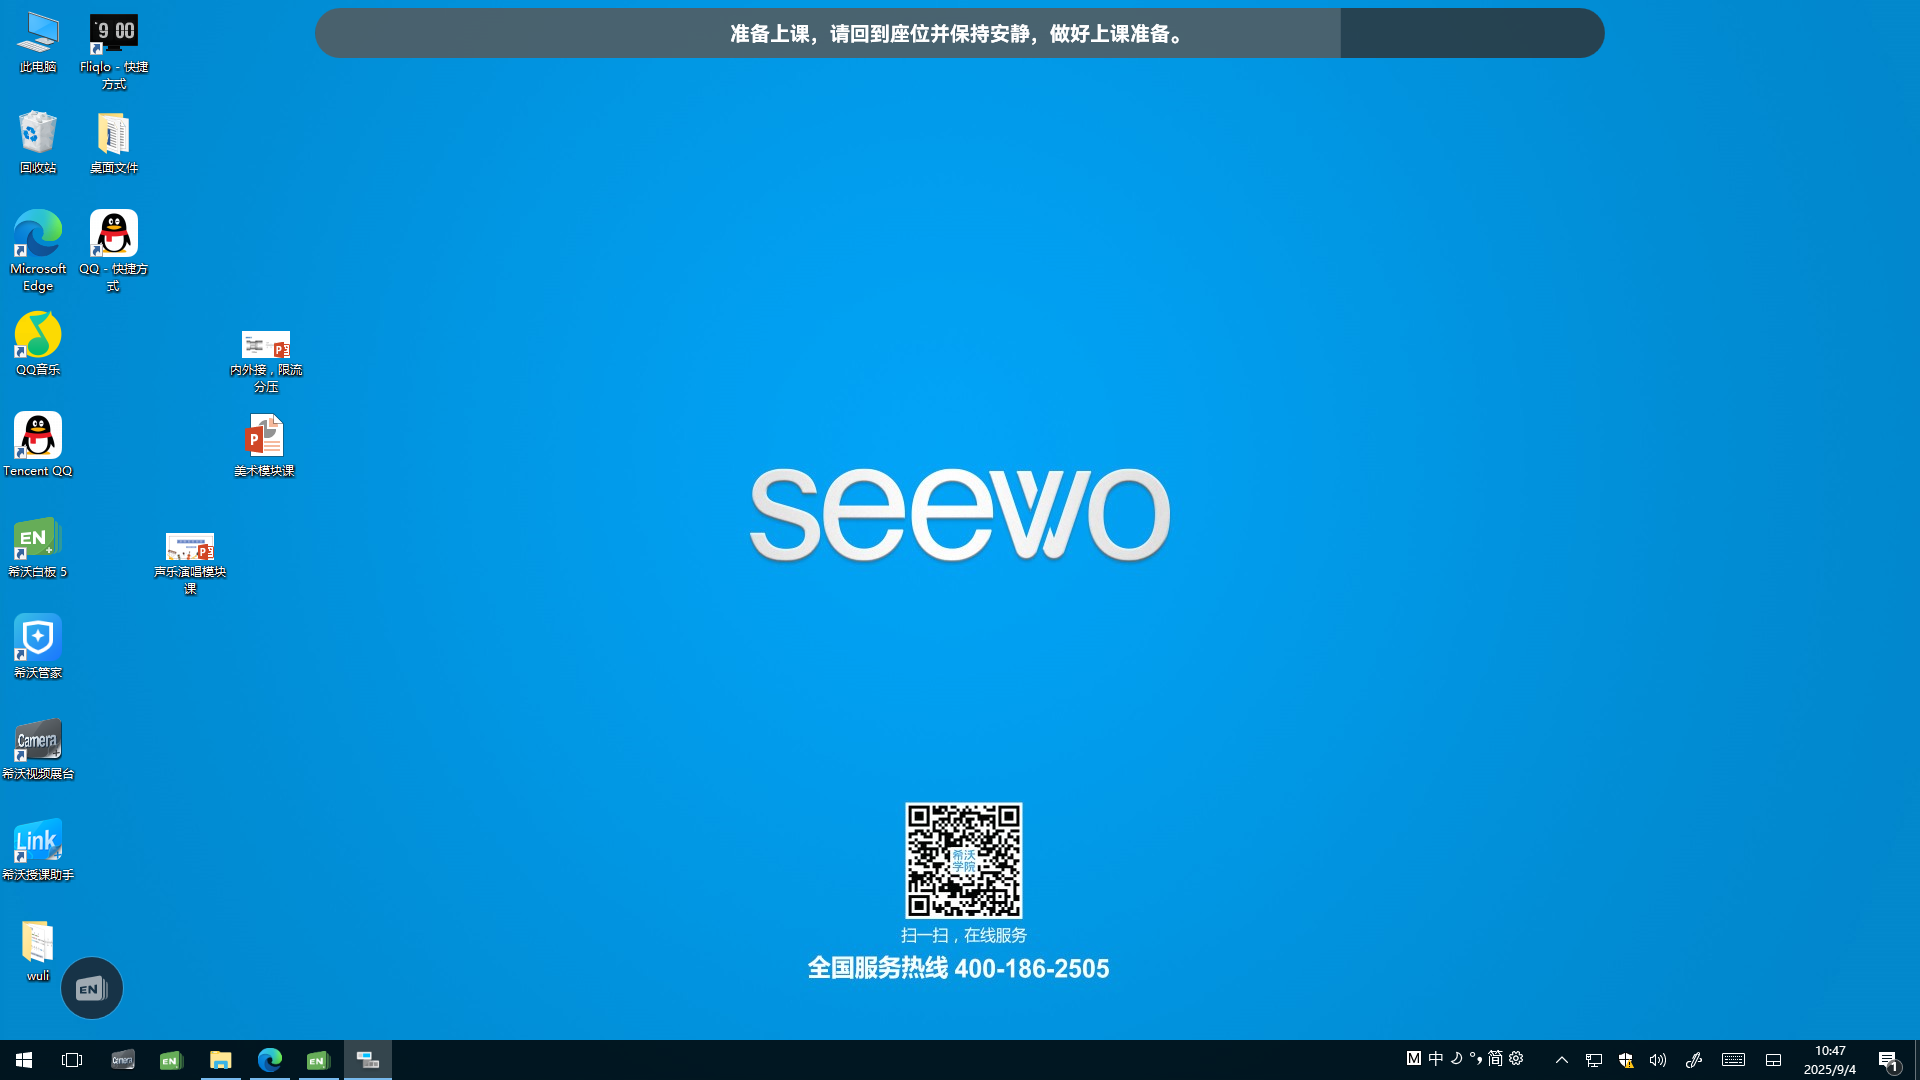 准备上课，请回到座位并保持安静，做好上课准备。
此电脑
9 00
Fliqlo - 快捷
方式
回收站
桌面文件
Microsoft
Edge
QQ - 快捷方
式
QQ音乐
内外接，限流
分压
Tencent QQ
美术模块课
EN
希沃白板 5
声乐演唱模块
课
希沃管家
Camera
希沃视频展台
Link
希沃授课助手
wuli
EN
seewo
希沃
学院
扫一扫，在线服务
全国服务热线 400-186-2505
Camera
EN
EN
M 中 简
10:47
2025/9/4
1